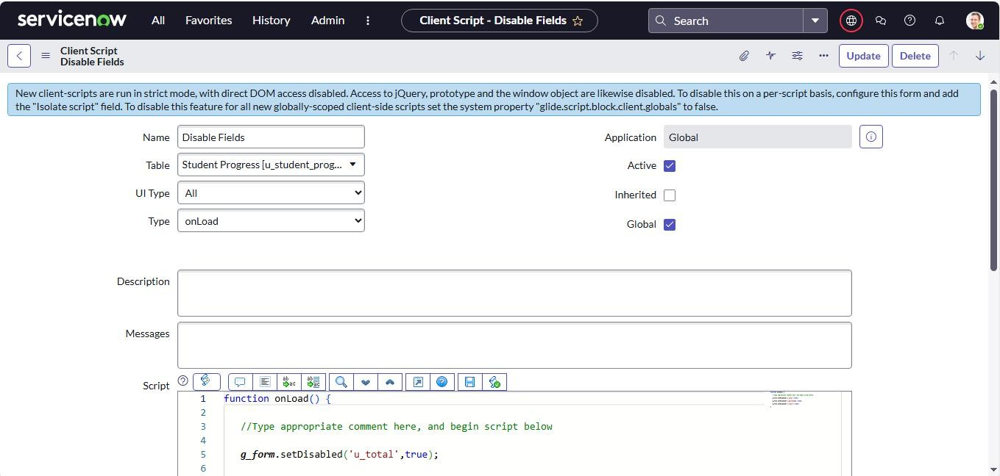 servicenow All Favorites History Admin Client Script - Disable Fields Search
Client Script
Disable Fields
Update Delete
New client-scripts are run in strict mode, with direct DOM access disabled. Access to jQuery, prototype and the window object are likewise disabled. To disable this on a per-script basis, configure this form and add
the "Isolate script" field. To disable this feature for all new globally-scoped client-side scripts set the system property "glide.script.block.client.globals" to false.
Name Disable Fields Application Global
Table Student Progress [u_student_prog... Active
UI Type All Inherited
Type onLoad Global
Description
Messages
Script
1 function onLoad() {
2
3 //Type appropriate comment here, and begin script below
4
5 g_form.setDisabled('u_total',true);
6